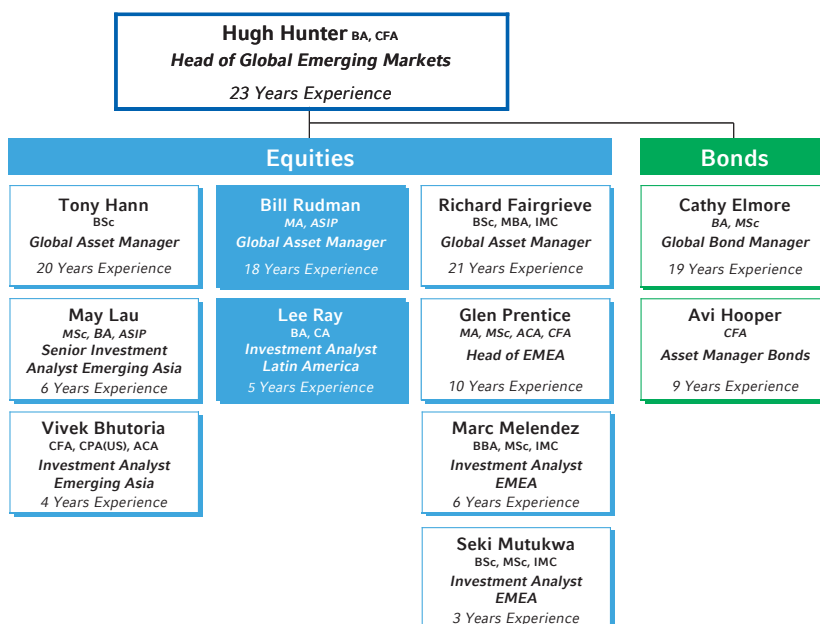 Hugh Hunter BA, CFA
Head of Global Emerging Markets
23 Years Experience
Equities
Bonds
Tony Hann
BSc
Global Asset Manager
20 Years Experience
Bill Rudman
MA, ASIP
Global Asset Manager
18 Years Experience
Richard Fairgrieve
BSc, MBA, IMC
Global Asset Manager
21 Years Experience
Cathy Elmore
BA, MSc
Global Bond Manager
19 Years Experience
May Lau
MSc, BA, ASIP
Senior Investment
Analyst Emerging Asia
6 Years Experience
Lee Ray
BA, CA
Investment Analyst
Latin America
5 Years Experience
Glen Prentice
MA, MSc, ACA, CFA
Head of EMEA
10 Years Experience
Avi Hooper
CFA
Asset Manager Bonds
9 Years Experience
Vivek Bhutoria
CFA, CPA(US), ACA
Investment Analyst
Emerging Asia
4 Years Experience
Marc Melendez
BBA, MSc, IMC
Investment Analyst
EMEA
6 Years Experience
Seki Mutukwa
BSc, MSc, IMC
Investment Analyst
EMEA
3 Years Experience